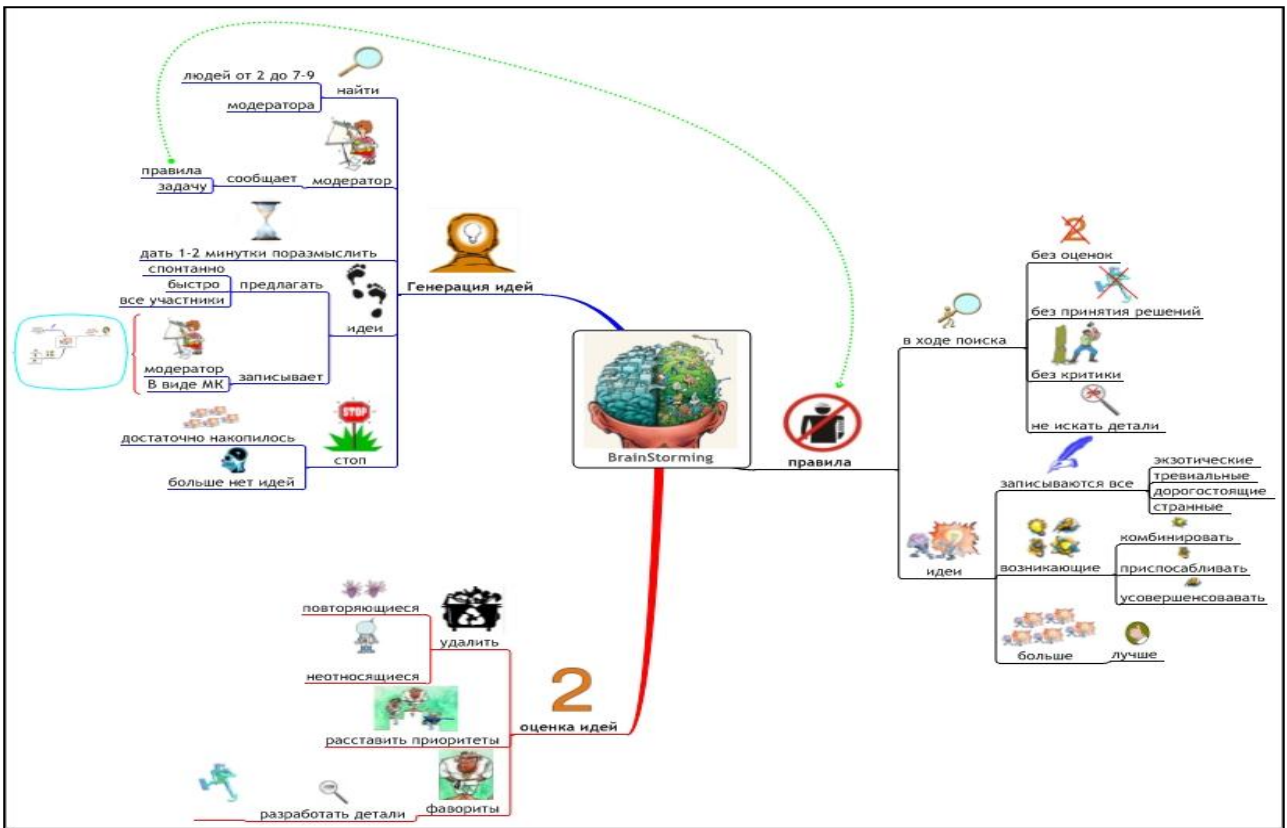 людей от 2 до 7-9
найти
модератора
правила
задачу
сообщает
модератор
дать 1-2 минутки поразмыслить
спонтанно
быстро
все участники
предлагать
идеи
модератор
В виде МК
записывает
STOP
достаточно накопилось
больше нет идей
стоп
Генерация идей
BrainStorming
правила
в ходе поиска
2
без оценок
без принятия решений
без критики
не искать детали
идеи
записываются все
экзотические
тревиальные
дорогостоящие
странные
возникающие
комбинировать
приспосабливать
усовершенсовавать
больше
лучше
2
оценка идей
удалить
повторяющиеся
неотносящиеся
расставить приоритеты
фавориты
разработать детали